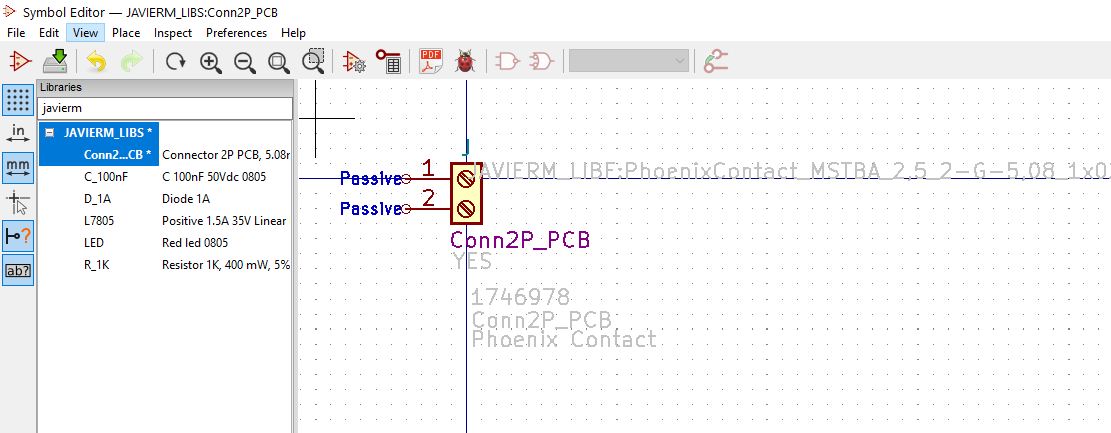 Symbol Editor — JAVIERM_LIBS:Conn2P_PCB
File Edit View Place Inspect Preferences Help
PDF
Libraries
javierm
in
mm
ab?
JAVIERM_LIBS *
Conn2...CB * Connector 2P PCB, 5.08r
C_100nF C 100nF 50Vdc 0805
D_1A Diode 1A
L7805 Positive 1.5A 35V Linear
LED Red led 0805
R_1K Resistor 1K, 400 mW, 5%
J
JAVIERM_LIBF:PhoenixContact_MSTBA_2,5_2-G-5,08_1x0
Passive 1
Passive 2
Conn2P_PCB
YES
1746978
Conn2P_PCB
Phoenix Contact